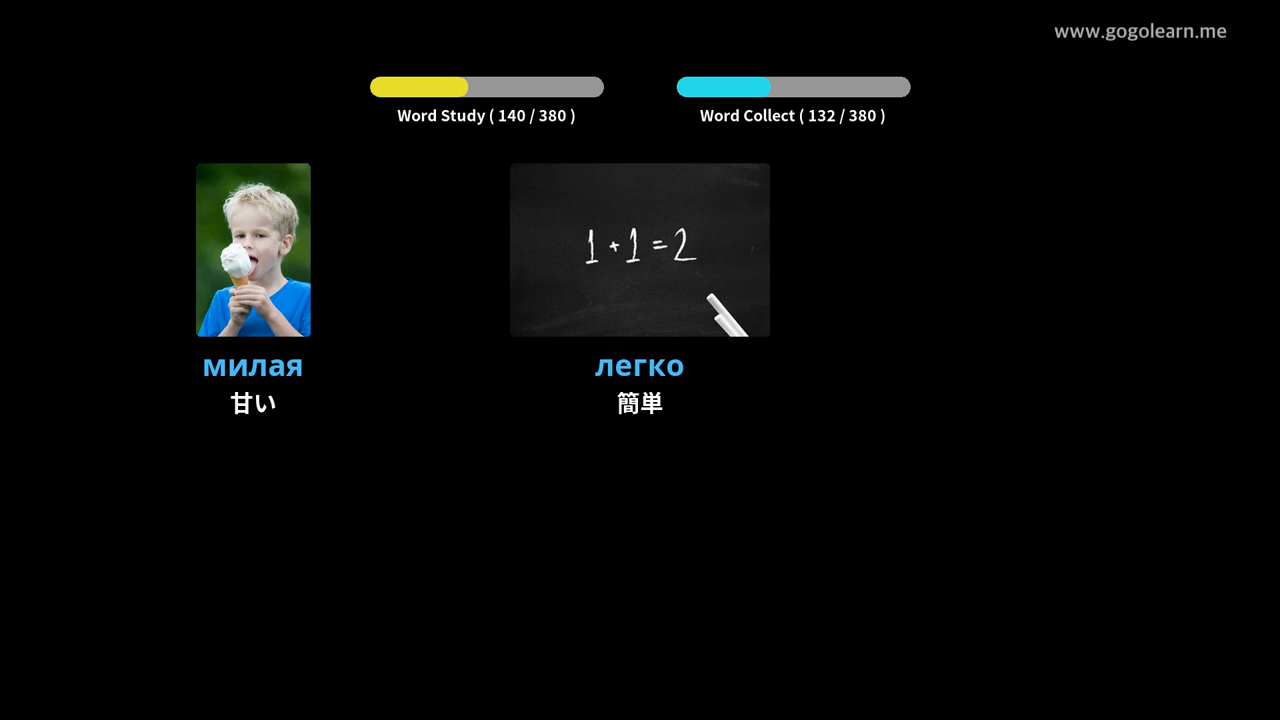 www.gogolearn.me
Word Study ( 140 / 380 )
Word Collect ( 132 / 380 )
1 + 1 = 2
милая
甘い
легко
簡単